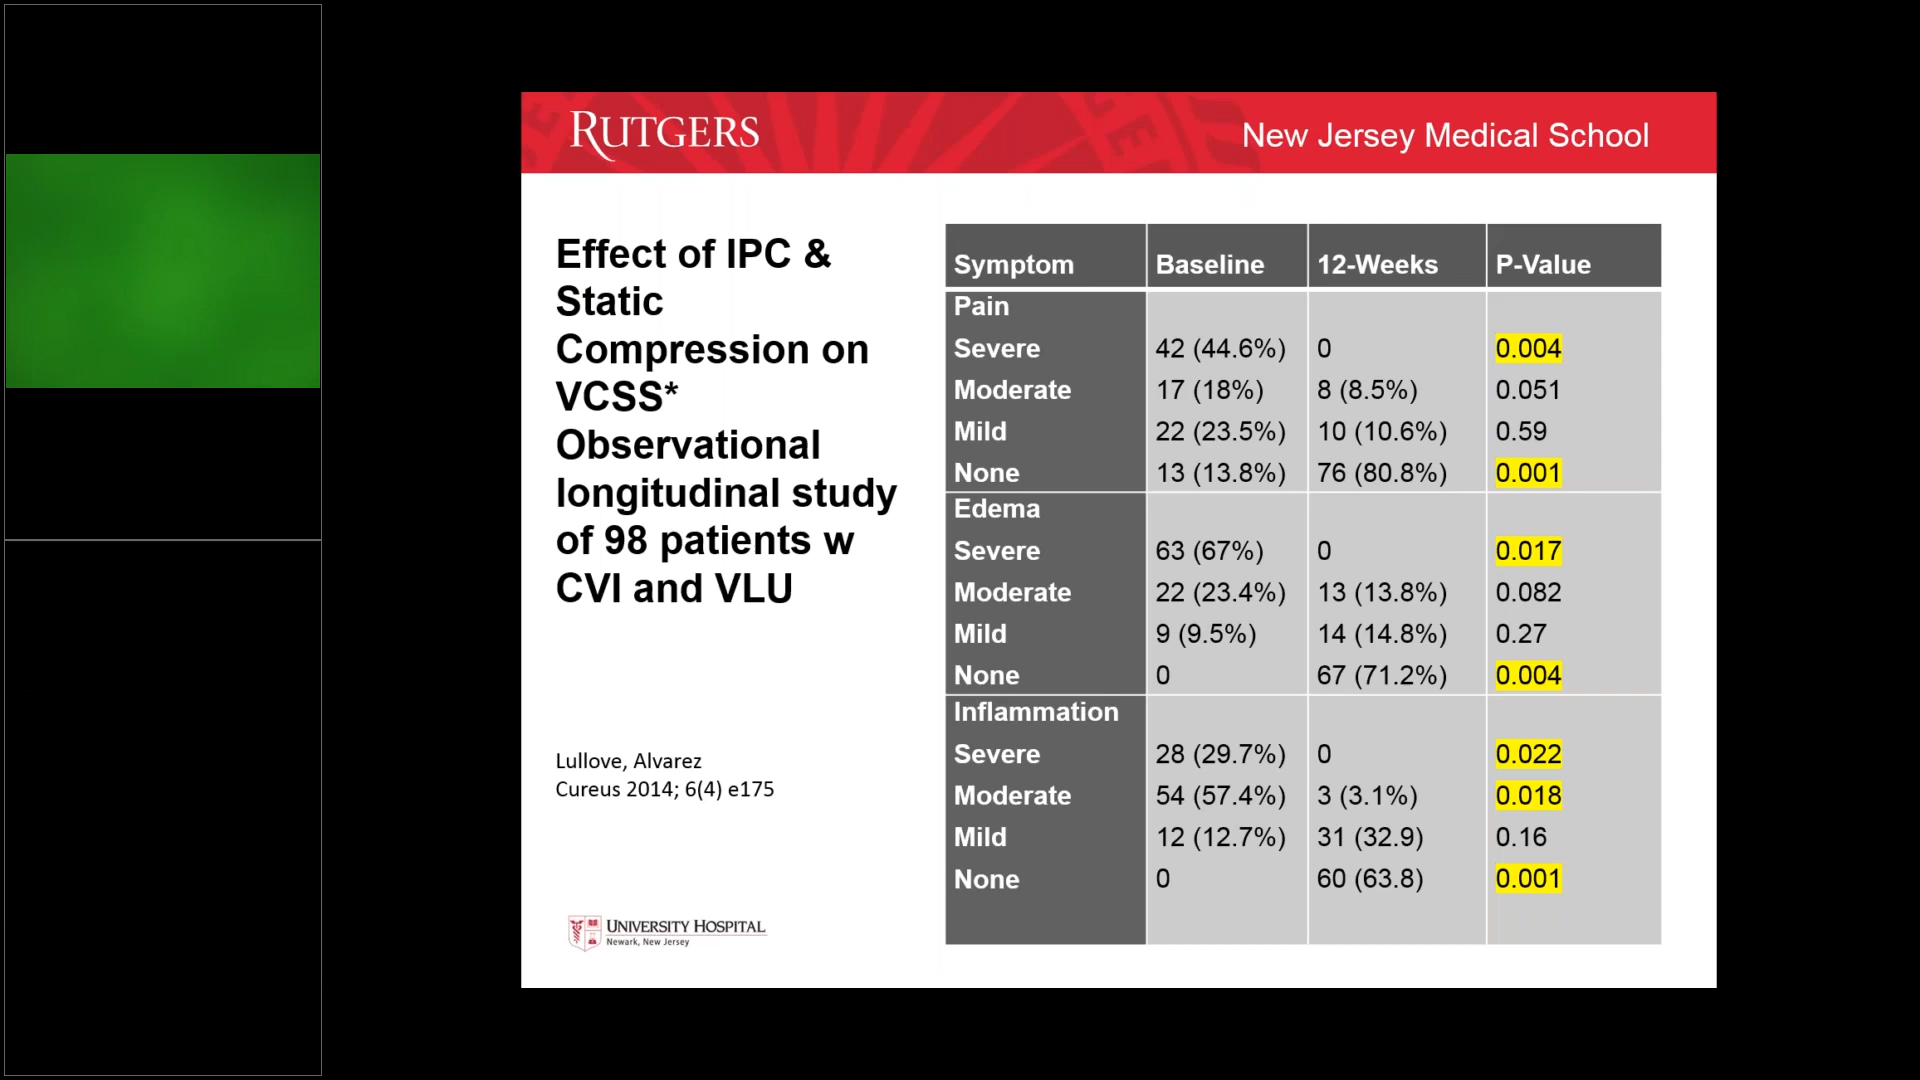 RUTGERS
New Jersey Medical School
Effect of IPC &
Static
Compression on
VCSS*
Observational
longitudinal study
of 98 patients w
CVI and VLU
Lullove, Alvarez
Cureus 2014; 6(4) e175
UNIVERSITY HOSPITAL
Newark, New Jersey
Symptom Baseline 12-Weeks P-Value
Pain
Severe 42 (44.6%) 0 0.004
Moderate 17 (18%) 8 (8.5%) 0.051
Mild 22 (23.5%) 10 (10.6%) 0.59
None 13 (13.8%) 76 (80.8%) 0.001
Edema
Severe 63 (67%) 0 0.017
Moderate 22 (23.4%) 13 (13.8%) 0.082
Mild 9 (9.5%) 14 (14.8%) 0.27
None 0 67 (71.2%) 0.004
Inflammation
Severe 28 (29.7%) 0 0.022
Moderate 54 (57.4%) 3 (3.1%) 0.018
Mild 12 (12.7%) 31 (32.9) 0.16
None 0 60 (63.8) 0.001